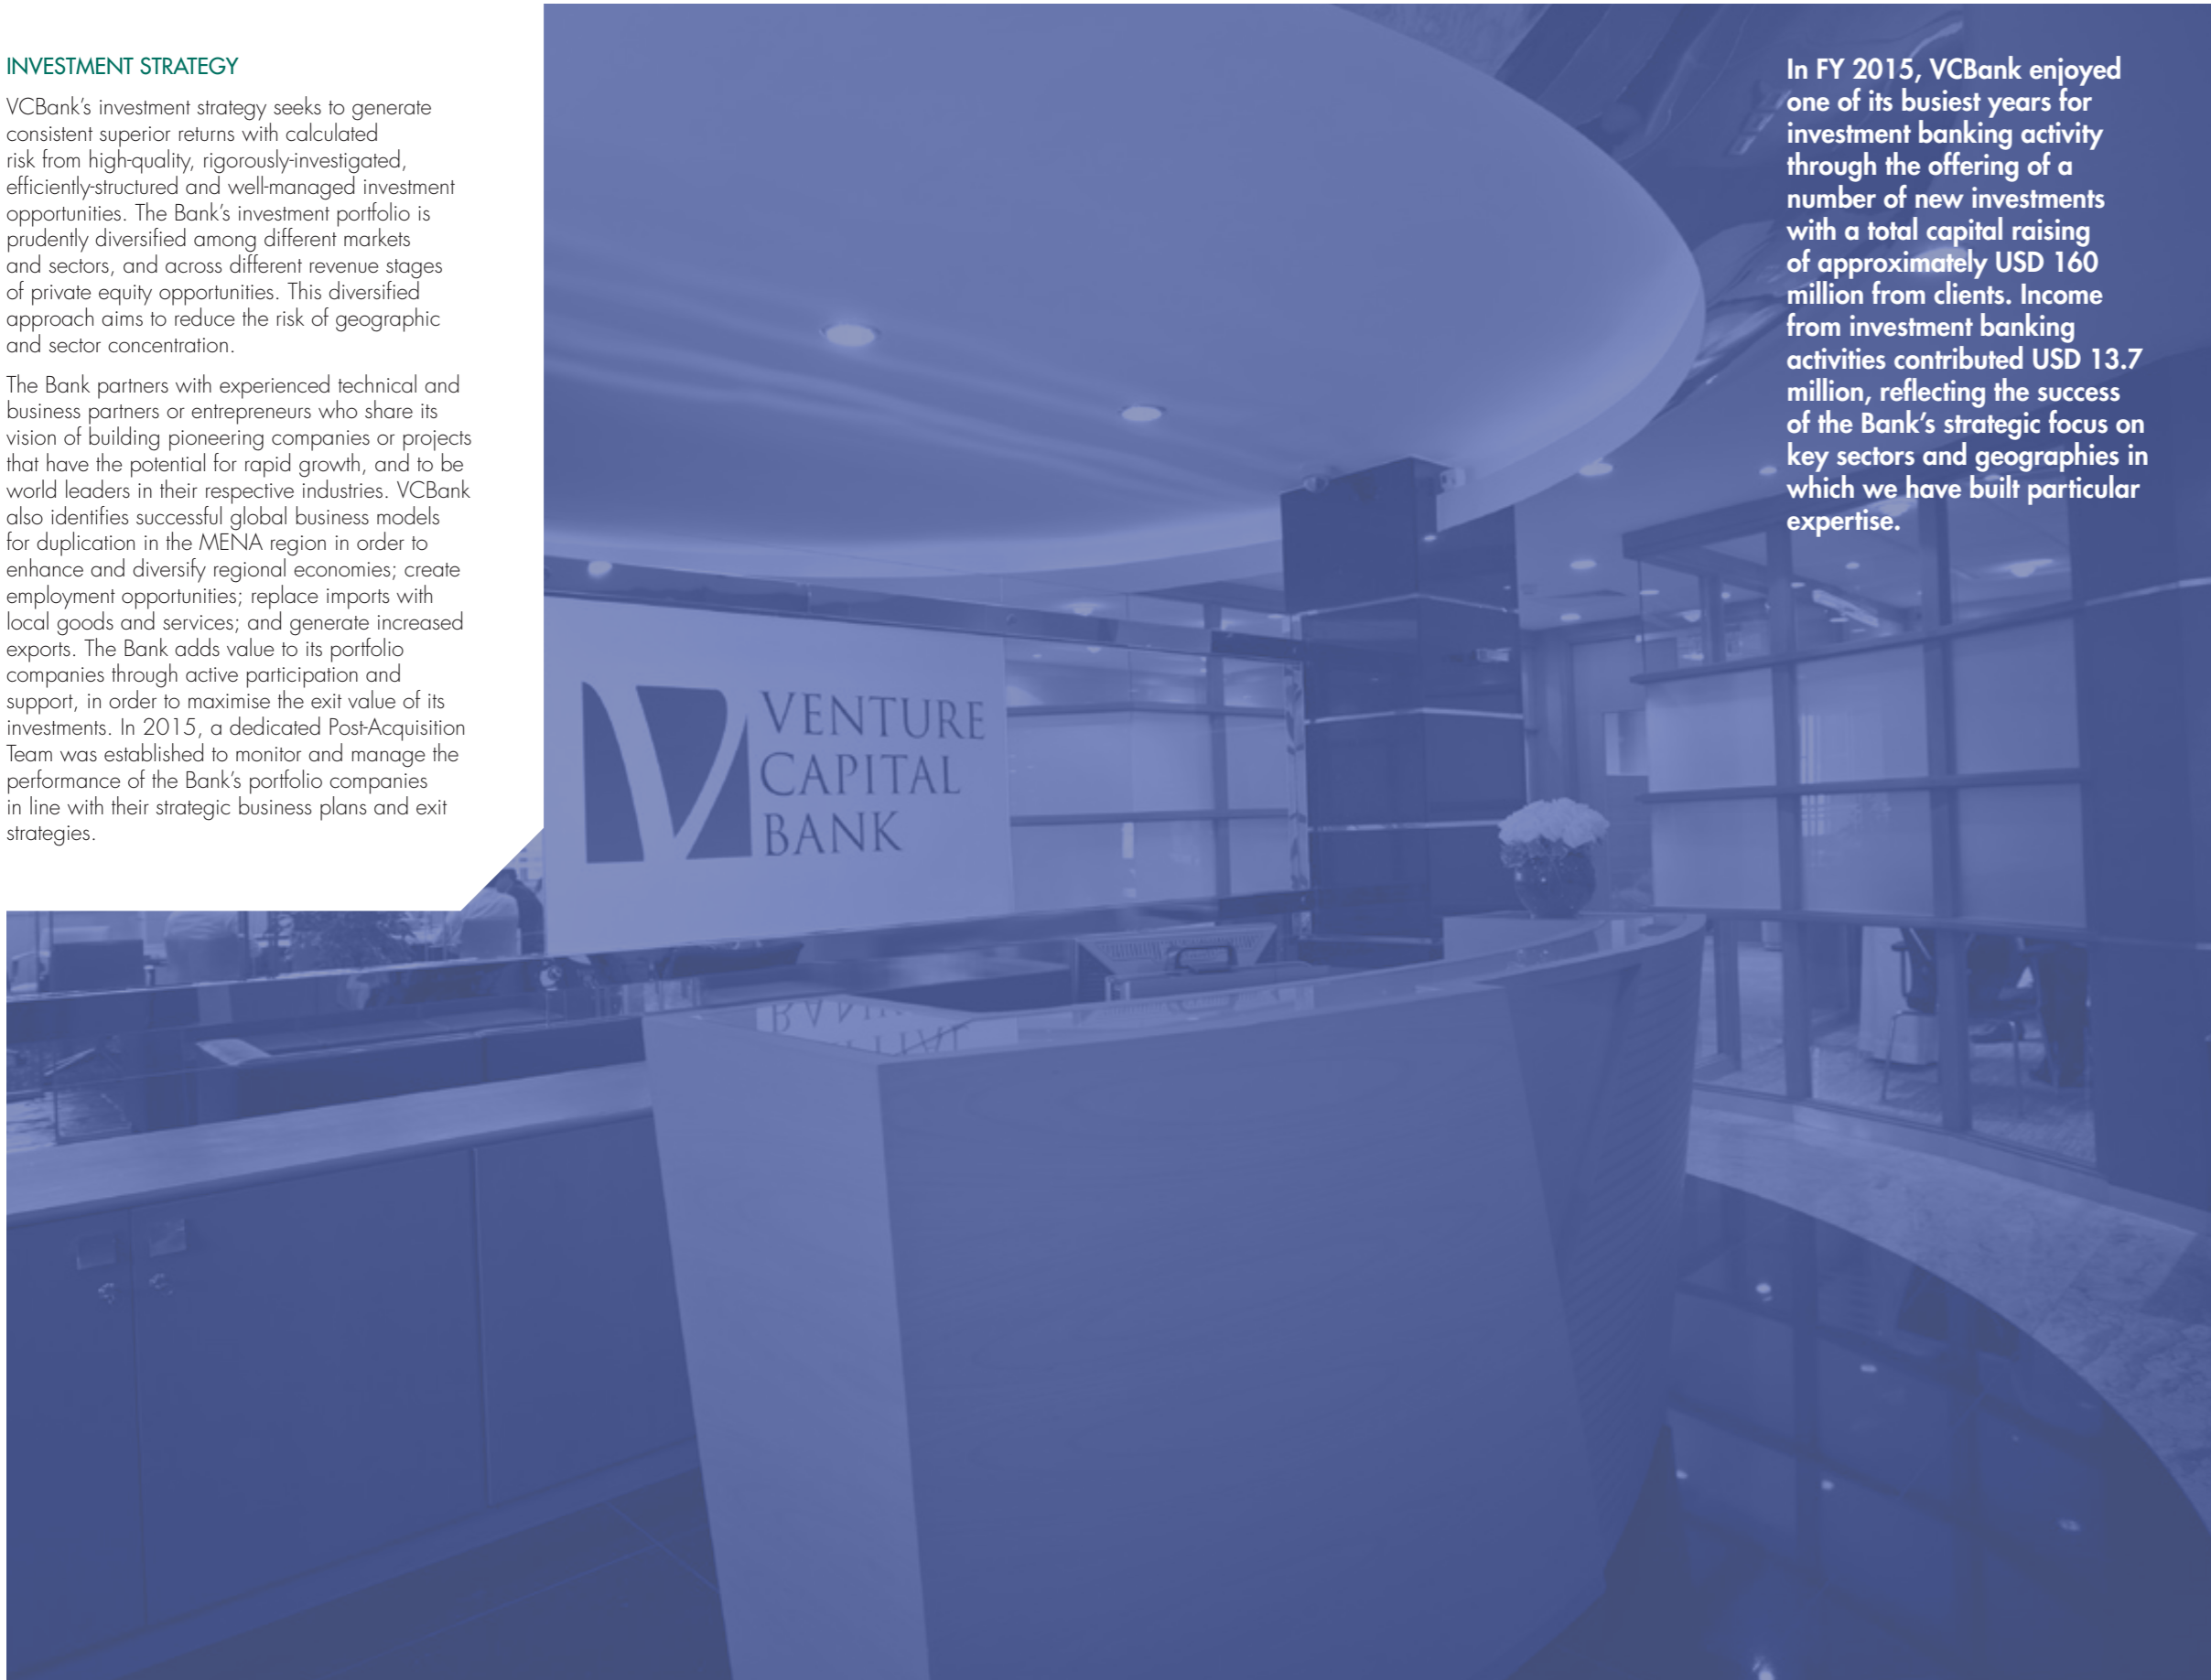 INVESTMENT STRATEGY
VCBank’s investment strategy seeks to generate
consistent superior returns with calculated
risk from high-quality, rigorously-investigated,
efficiently-structured and well-managed investment
opportunities. The Bank’s investment portfolio is
prudently diversified among different markets
and sectors, and across different revenue stages
of private equity opportunities. This diversified
approach aims to reduce the risk of geographic
and sector concentration.
The Bank partners with experienced technical and
business partners or entrepreneurs who share its
vision of building pioneering companies or projects
that have the potential for rapid growth, and to be
world leaders in their respective industries. VCBank
also identifies successful global business models
for duplication in the MENA region in order to
enhance and diversify regional economies; create
employment opportunities; replace imports with
local goods and services; and generate increased
exports. The Bank adds value to its portfolio
companies through active participation and
support, in order to maximise the exit value of its
investments. In 2015, a dedicated Post-Acquisition
Team was established to monitor and manage the
performance of the Bank’s portfolio companies
in line with their strategic business plans and exit
strategies.
In FY 2015, VCBank enjoyed
one of its busiest years for
investment banking activity
through the offering of a
number of new investments
with a total capital raising
of approximately USD 160
million from clients. Income
from investment banking
activities contributed USD 13.7
million, reflecting the success
of the Bank’s strategic focus on
key sectors and geographies in
which we have built particular
expertise.
VENTURE
CAPITAL
BANK